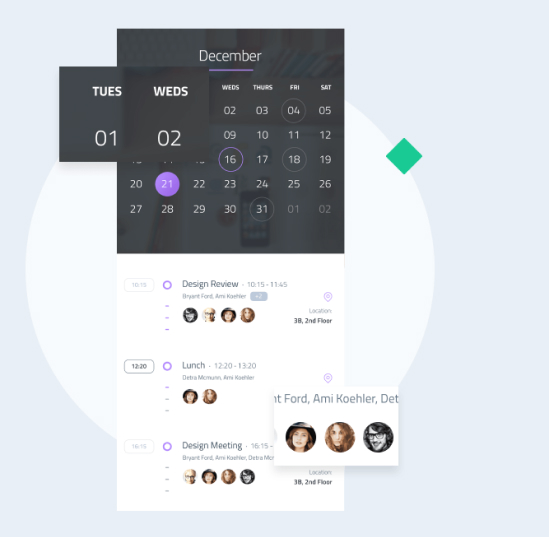 December
TUES WEDS
WEDS THURS FRI SAT
01 02
02 03 04 05
09 10 11 12
16 17 18 19
20 21 22 23 24 25 26
27 28 29 30 31 01 02
16:15 Design Review - 10:15 - 11:45
Bryant Ford, Ami Koehler +2
Location:
3B, 2nd Floor
12:20 Lunch - 12:20 - 13:20
Detra Mcmunn, Ami Koehler
nt Ford, Ami Koehler, Det
16:15 Design Meeting - 16:15 -
Bryant Ford, Ami Koehler, Detra Mc
Location:
3B, 2nd Floor